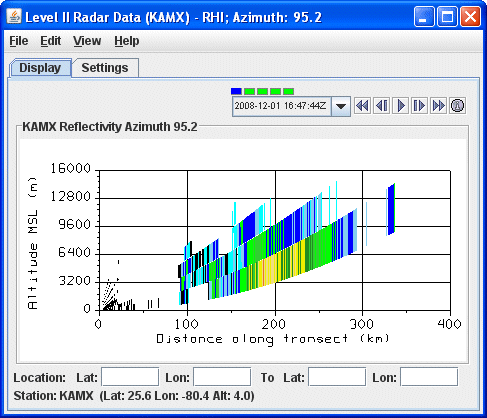 Level II Radar Data (KAMX) - RHI; Azimuth: 95.2
File Edit View Help
Display Settings
2008-12-01 16:47:44Z
KAMX Reflectivity Azimuth 95.2
Altitude MSL (m)
16000
12800
9600
6400
3200
0
0 100 200 300 400
Distance along transect (km)
Location: Lat: Lon: To Lat: Lon:
Station: KAMX (Lat: 25.6 Lon: -80.4 Alt: 4.0)